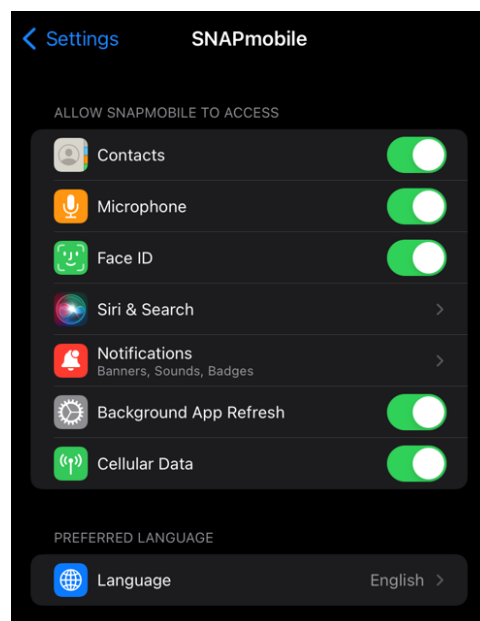 Settings
SNAPmobile
ALLOW SNAPMOBILE TO ACCESS
Contacts
Microphone
Face ID
Siri & Search
Notifications
Banners, Sounds, Badges
Background App Refresh
Cellular Data
PREFERRED LANGUAGE
Language English